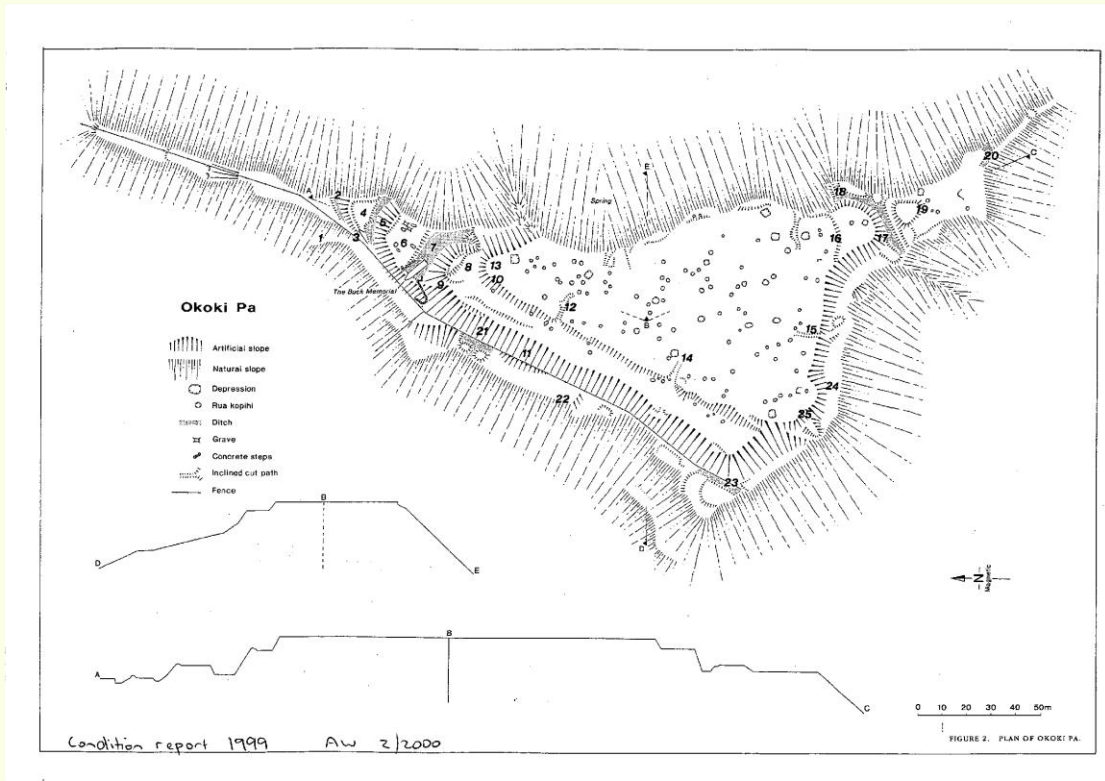 E
20
C
18
D
2
A
Spring
4
P.R.
19
5
16
17
1
3
6
7
8
13
10
The Buck Memorial
9
12
B
15
Okoki Pa
21
11
14
24
Artificial slope
Natural slope
22
25
Depression
Rua kopihi
Ditch
Grave
Concrete steps
23
Inclined cut path
Fence
B
D
D
E
N
Magnetic
B
A
C
0 10 20 30 40 50m
Condition report 1999 AW 2/2000
FIGURE 2. PLAN OF OKOKI PA.